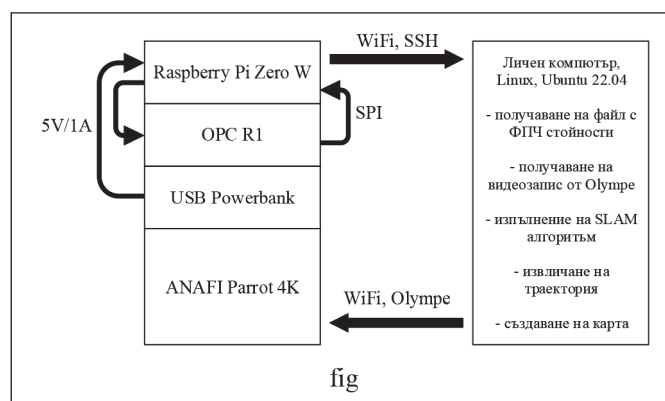 Raspberry Pi Zero W
OPC R1
USB Powerbank
ANAFI Parrot 4K
5V/1A
SPI
WiFi, SSH
WiFi, Olympe
Личен компютър,
Linux, Ubuntu 22.04
- получаване на файл с
ФПЧ стойности
- получаване на
видеозапис от Olympe
- изпълнение на SLAM
алгоритъм
- извличане на
траектория
- създаване на карта
fig